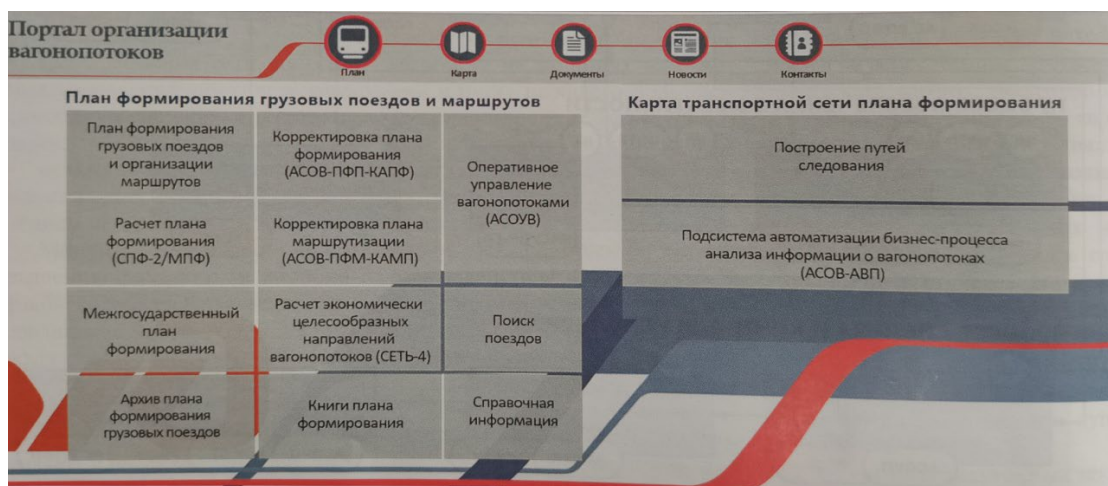 Портал организации
вагонопотоков
План
Карта
Документы
Новости
Контакты
План формирования грузовых поездов и маршрутов
План формирования
грузовых поездов
и организации
маршрутов
Корректировка плана
формирования
(АСОВ-ПФП-КАПФ)
Оперативное
управление
вагонопотоками
(АСОУВ)
Расчет плана
формирования
(СПФ-2/МПФ)
Корректировка плана
маршрутизации
(АСОВ-ПФМ-КАМП)
Межгосударственный
план
формирования
Расчет экономически
целесообразных
направлений
вагонопотоков (СЕТЬ-4)
Поиск
поездов
Архив плана
формирования
грузовых поездов
Книги плана
формирования
Справочная
информация
Карта транспортной сети плана формирования
Построение путей
следования
Подсистема автоматизации бизнес-процесса
анализа информации о вагонопотоках
(АСОВ-АВП)